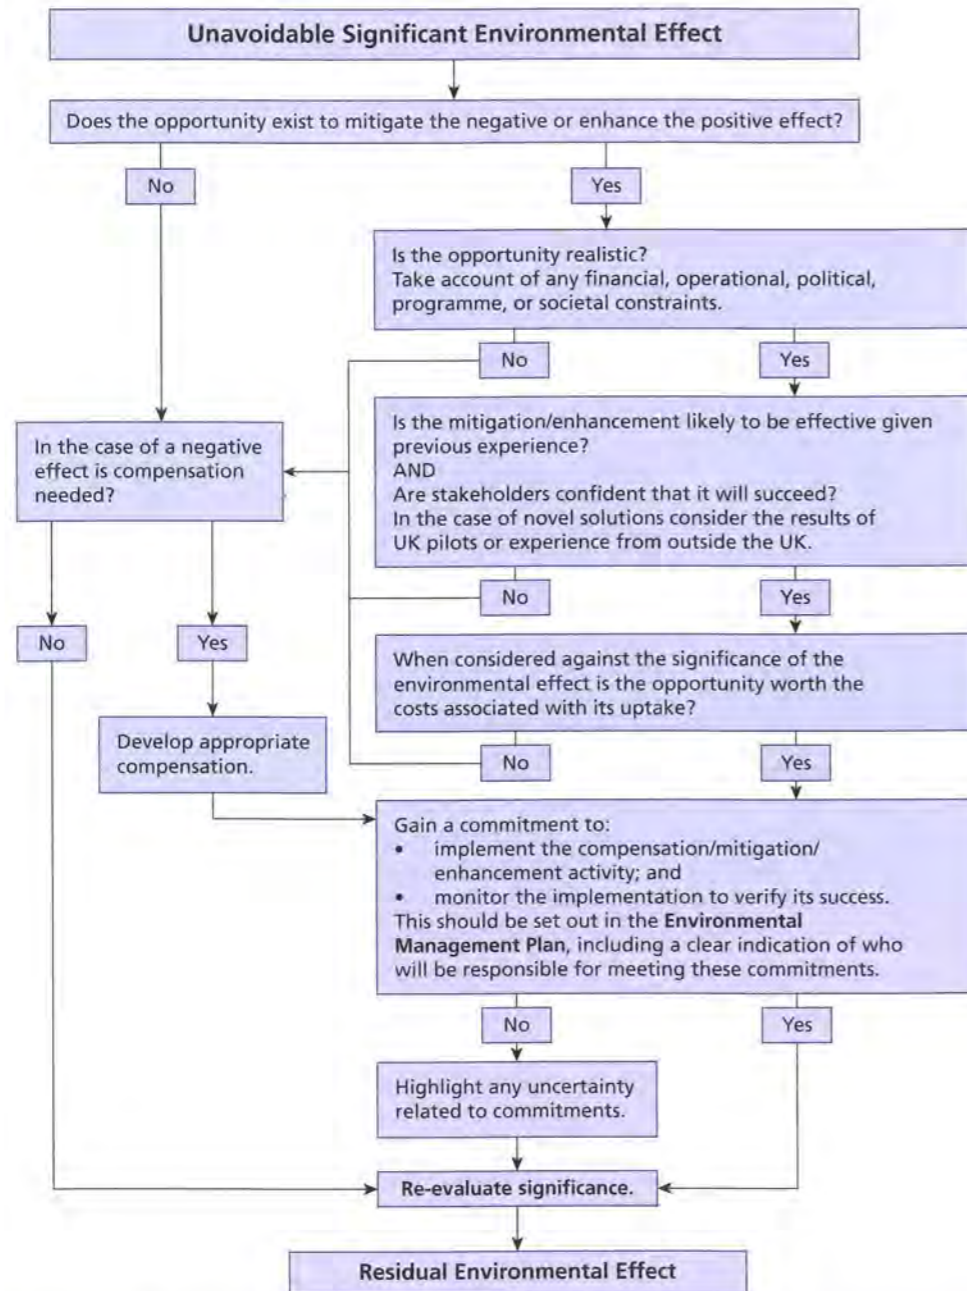 Unavoidable Significant Environmental Effect
Does the opportunity exist to mitigate the negative or enhance the positive effect?
No
Yes
Is the opportunity realistic?
Take account of any financial, operational, political,
programme, or societal constraints.
No
Yes
In the case of a negative
effect is compensation
needed?
Is the mitigation/enhancement likely to be effective given
previous experience?
AND
Are stakeholders confident that it will succeed?
In the case of novel solutions consider the results of
UK pilots or experience from outside the UK.
No
Yes
No
Yes
When considered against the significance of the
environmental effect is the opportunity worth the
costs associated with its uptake?
No
Yes
Develop appropriate
compensation.
Gain a commitment to:
• implement the compensation/mitigation/
enhancement activity; and
• monitor the implementation to verify its success.
This should be set out in the Environmental
Management Plan, including a clear indication of who
will be responsible for meeting these commitments.
No
Yes
Highlight any uncertainty
related to commitments.
Re-evaluate significance.
Residual Environmental Effect